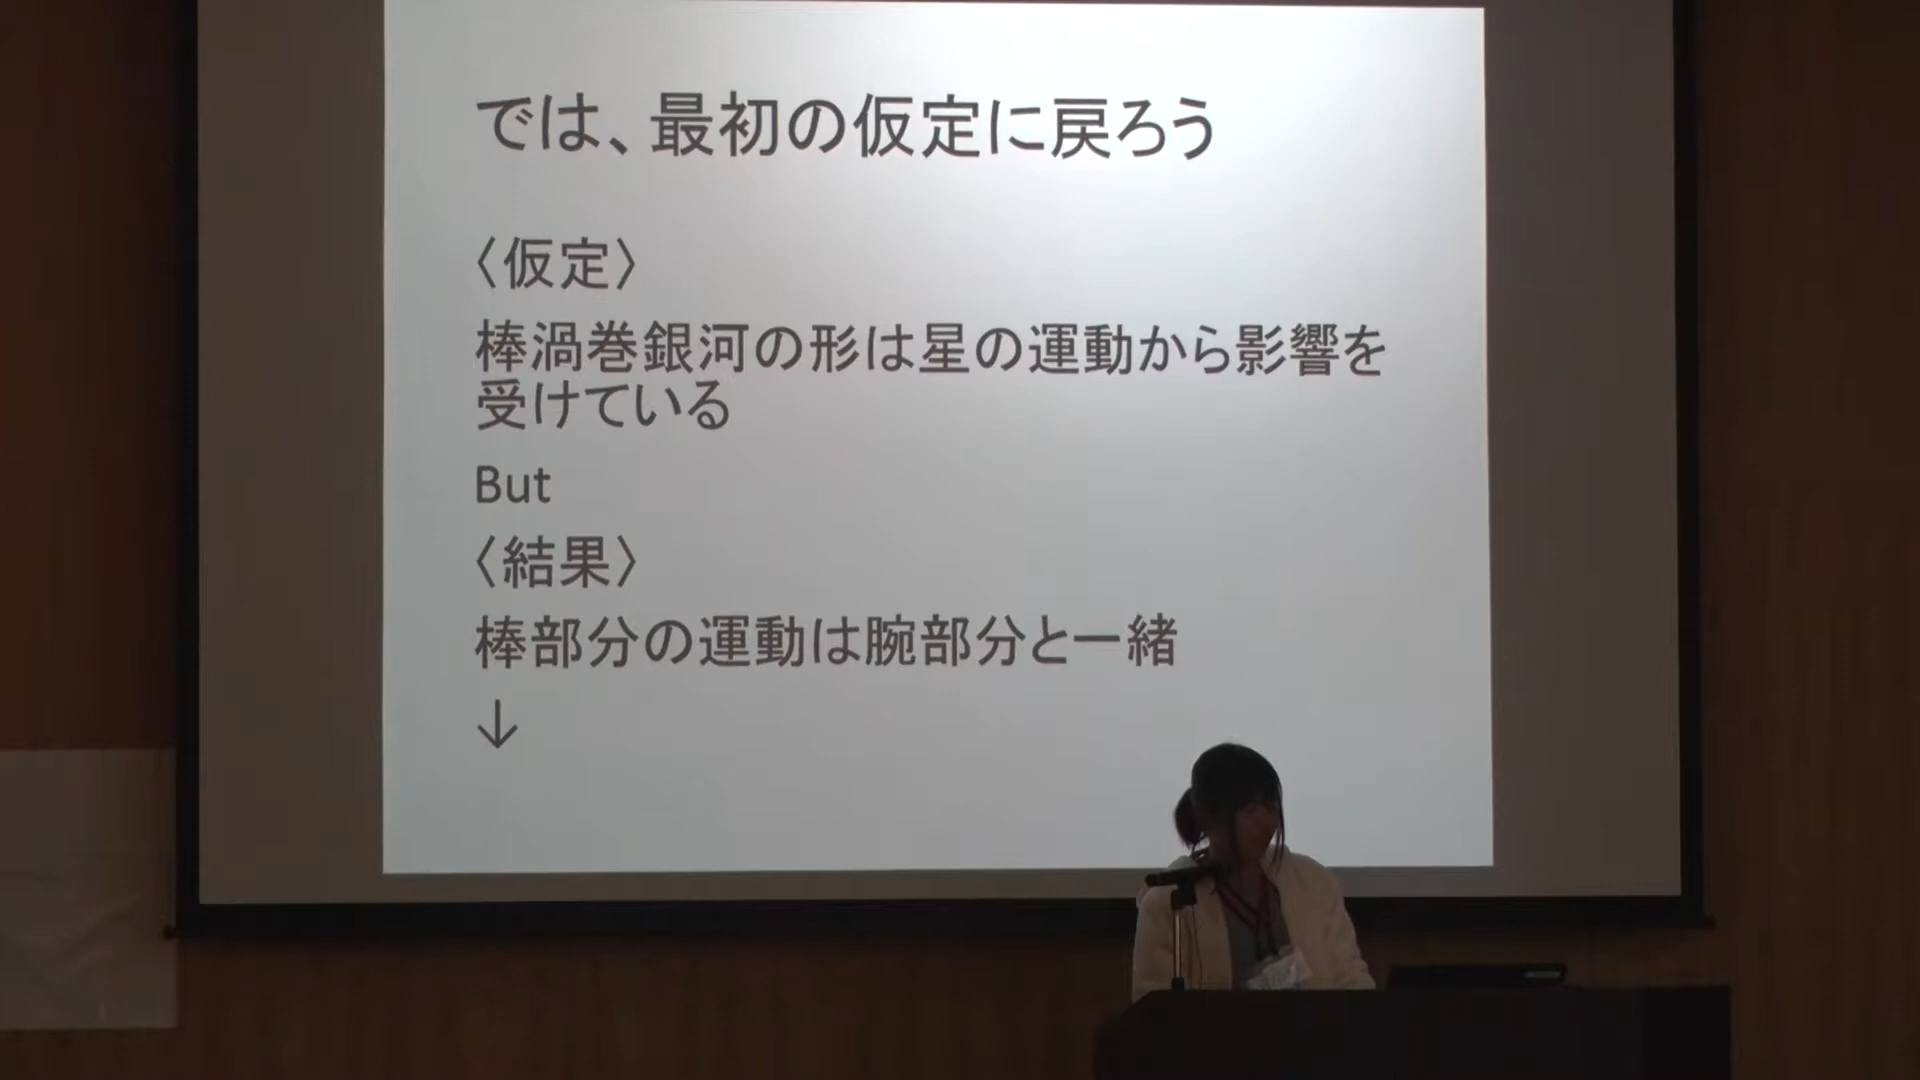 では、最初の仮定に戻ろう
〈仮定〉
棒渦巻銀河の形は星の運動から影響を
受けている
But
〈結果〉
棒部分の運動は腕部分と一緒
↓